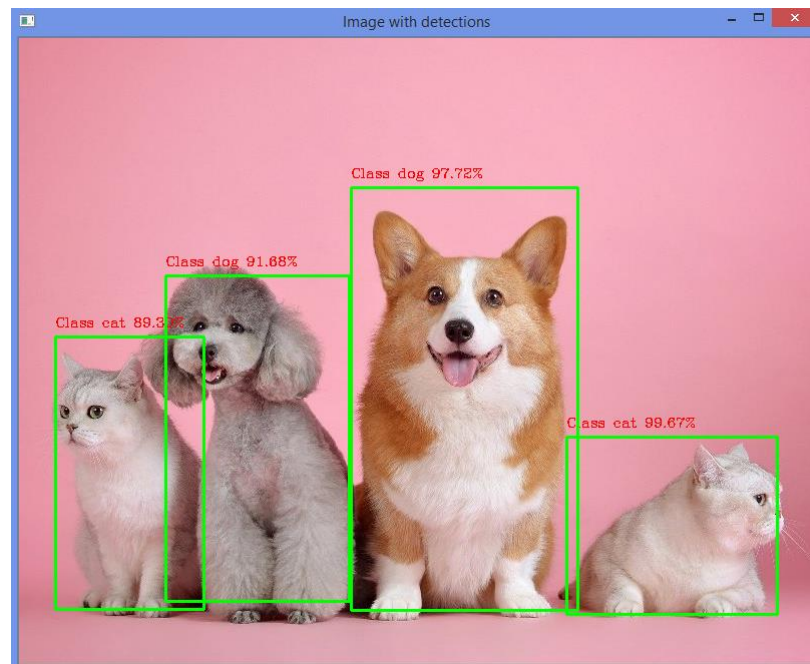 Image with detections
Class dog 97.72%
Class dog 91.68%
Class cat 89.3
Class cat 99.67%